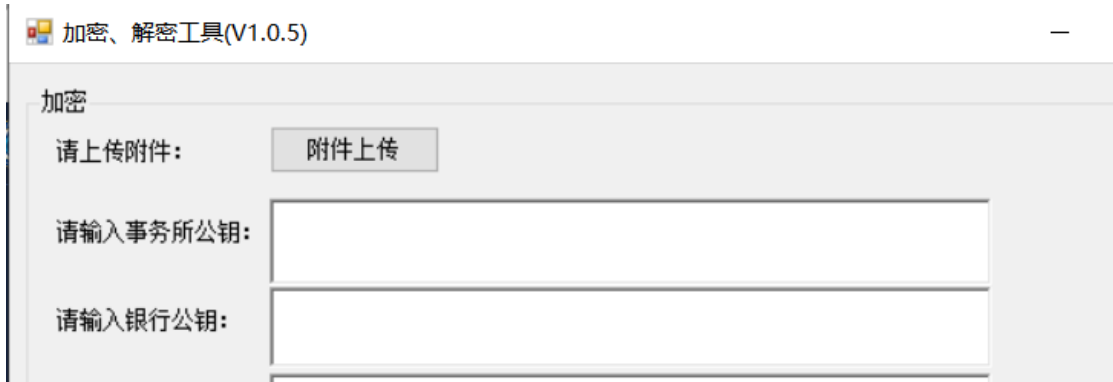 加密、解密工具(V1.0.5)
加密
请上传附件：
附件上传
请输入事务所公钥：
请输入银行公钥：